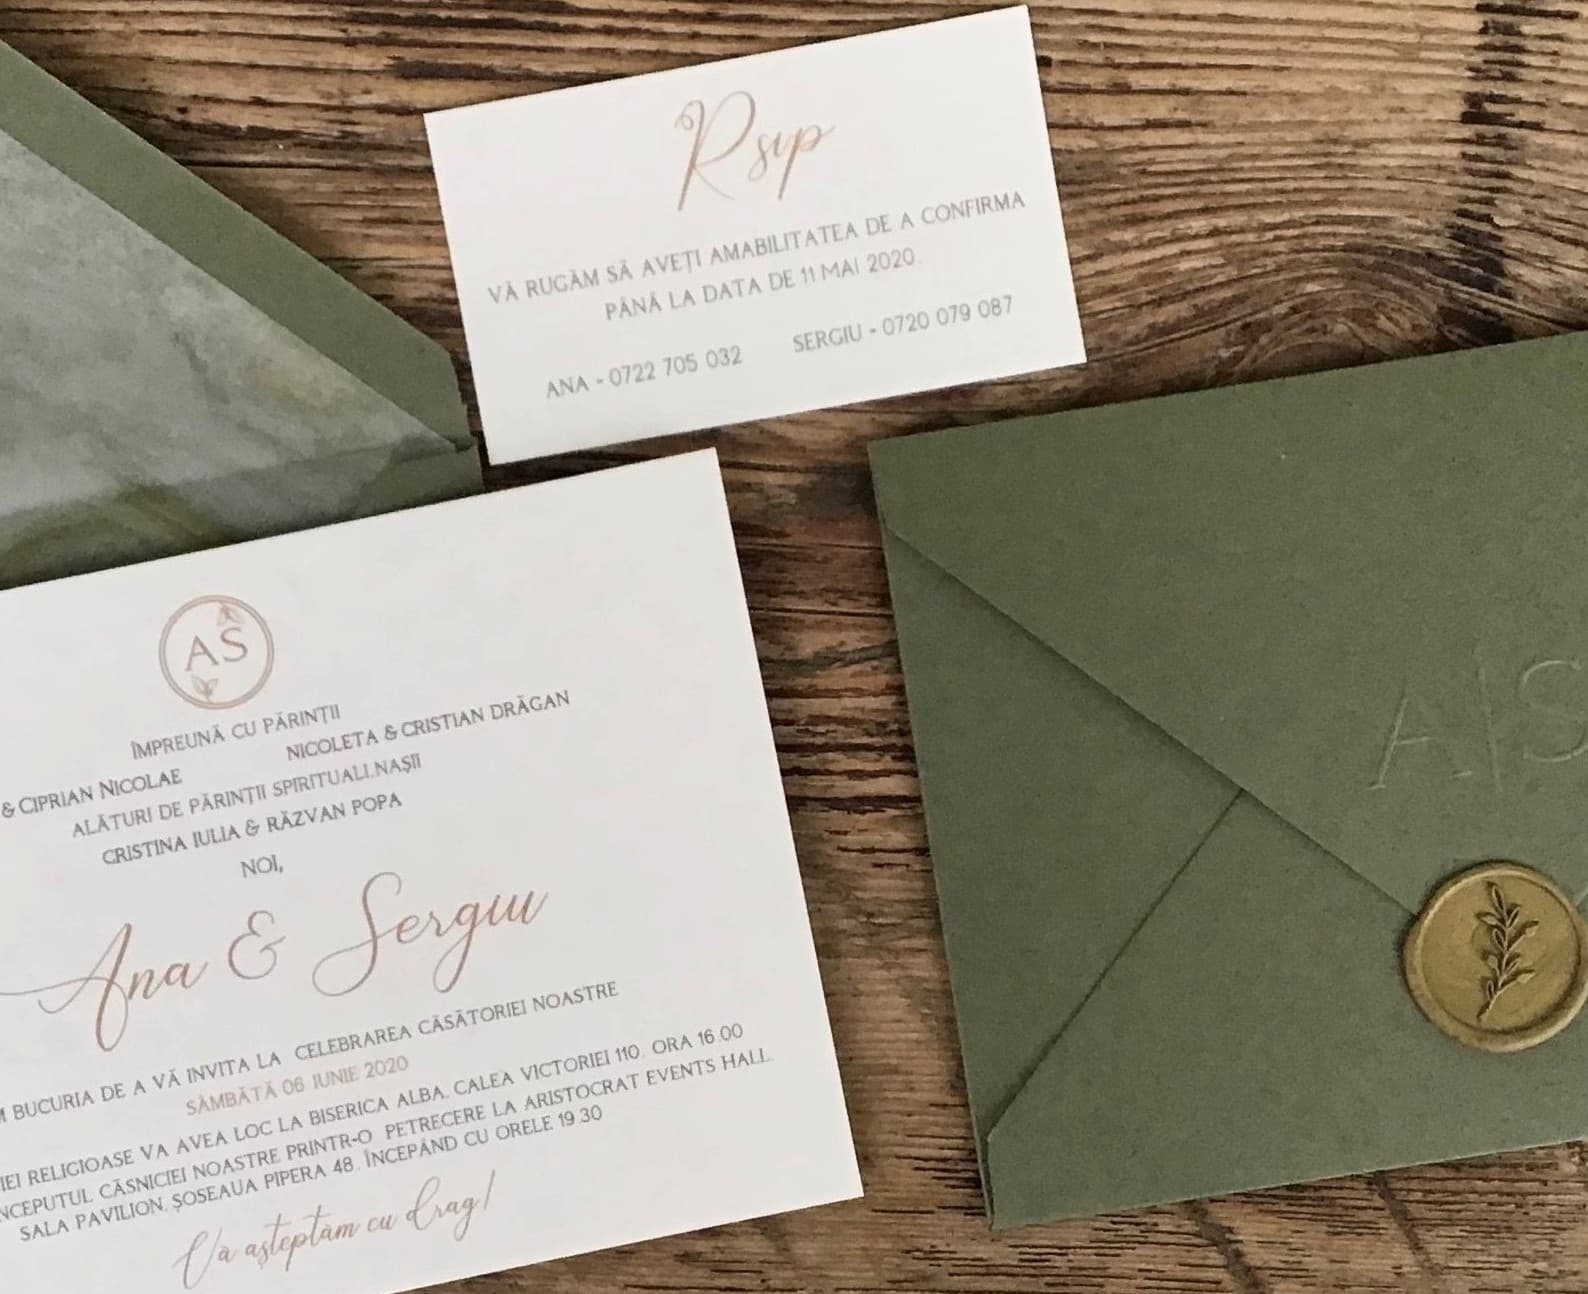 Rsvp
VĂ RUGĂM SĂ AVEȚI AMABILITATEA DE A CONFIRMA
PÂNĂ LA DATA DE 11 MAI 2020.
ANA - 0722 705 032 SERGIU - 0720 079 087
AS
ÎMPREUNĂ CU PĂRINȚII
& CIPRIAN NICOLAE NICOLETA & CRISTIAN DRĂGAN
ALĂTURI DE PĂRINȚII SPIRITUALI,NAȘII
CRISTINA IULIA & RĂZVAN POPA
NOI,
Ana & Sergiu
BUCURIA DE A VĂ INVITA LA CELEBRAREA CĂSĂTORIEI NOASTRE
SÂMBĂTĂ 06 IUNIE 2020
IEI RELIGIOASE VA AVEA LOC LA BISERICA ALBA, CALEA VICTORIEI 110, ORA 16.00
NCEPUTUL CĂSNICIEI NOASTRE PRINTR-O PETRECERE LA ARISTOCRAT EVENTS HALL,
SALA PAVILION, ȘOSEAUA PIPERA 48, ÎNCEPÂND CU ORELE 19.30
Vă așteptăm cu drag!
A|S